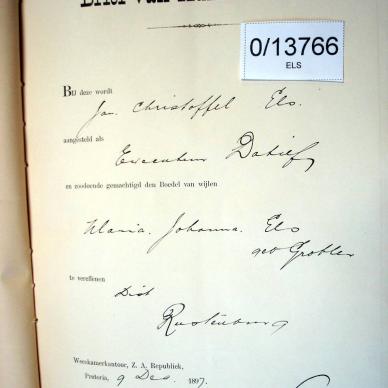 0/13766
ELS
Bij deze wordt
Jan Christoffel Els.
aangesteld als
Executeur Datief
en zoodoende gemachtigd den Boedel van wijlen
Maria Johanna Els
geb Grobler
te vereffenen
Dist
Rustenburg
Weeskamerkantoor, Z. A. Republiek,
Pretoria, 9 Dec. 1897.